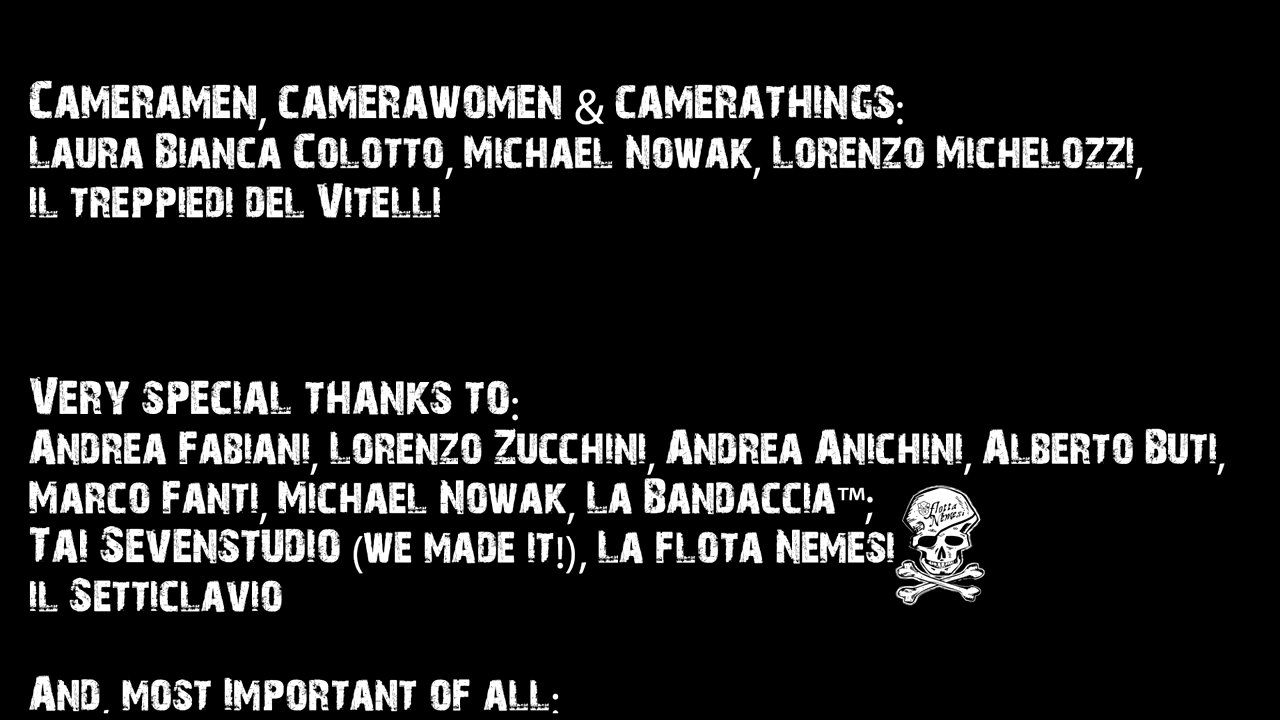 Cameramen, camerawomen & camerathings:
Laura Bianca Colotto, Michael Nowak, Lorenzo Michelozzi,
il treppiedi del Vitelli
Very special thanks to:
Andrea Fabiani, Lorenzo Zucchini, Andrea Anichini, Alberto Buti,
Marco Fanti, Michael Nowak, la Bandaccia™;
Tai Sevenstudio (we made it!), La flota Nemesi
Flotta
Nemesi
il Setticlavio
And, most important of all: